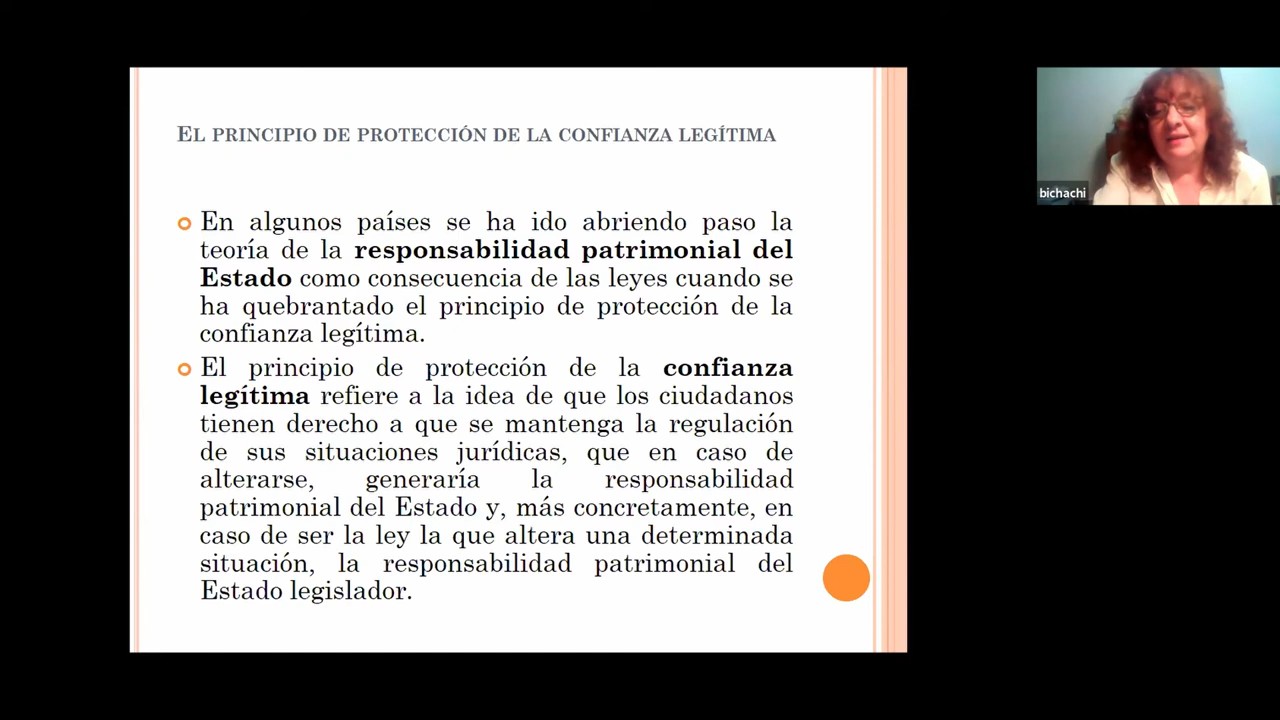 EL PRINCIPIO DE PROTECCIÓN DE LA CONFIANZA LEGÍTIMA
En algunos países se ha ido abriendo paso la
teoría de la responsabilidad patrimonial del
Estado como consecuencia de las leyes cuando se
ha quebrantado el principio de protección de la
confianza legítima.
El principio de protección de la confianza
legítima refiere a la idea de que los ciudadanos
tienen derecho a que se mantenga la regulación
de sus situaciones jurídicas, que en caso de
alterarse, generaría la responsabilidad
patrimonial del Estado y, más concretamente, en
caso de ser la ley la que altera una determinada
situación, la responsabilidad patrimonial del
Estado legislador.
bichachi